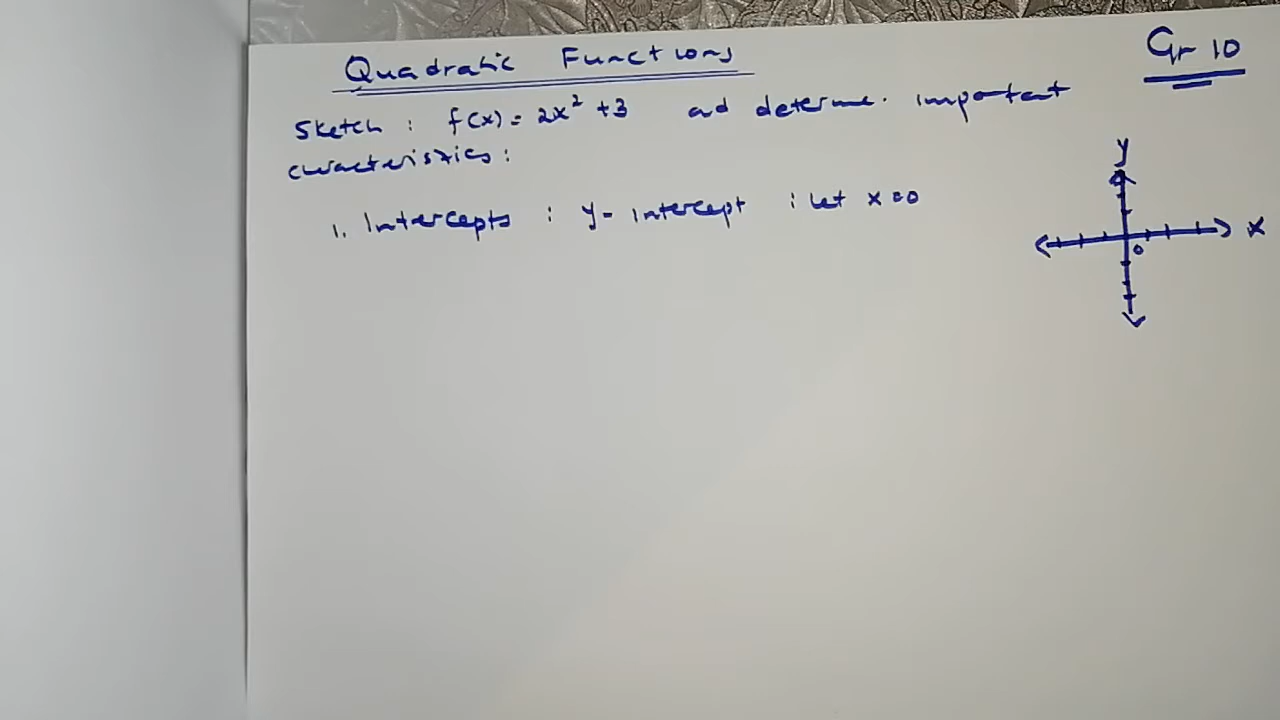 Quadratic Functions
Gr 10
Sketch : f(x) = 2x² + 3 and determine. important
characteristics :
1. Intercepts : y- intercept : let x = 0
y
x
0